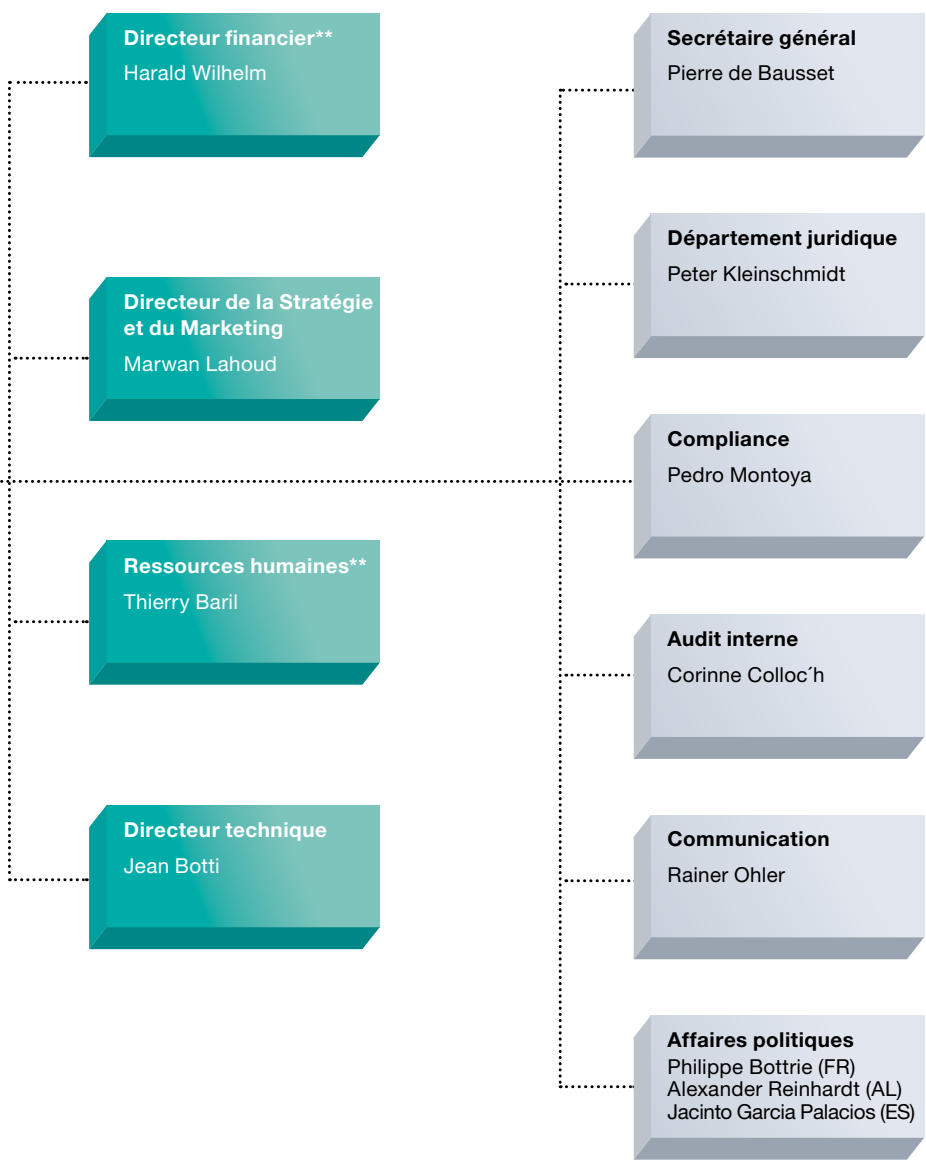 Directeur financier**
Harald Wilhelm
Directeur de la Stratégie
et du Marketing
Marwan Lahoud
Ressources humaines**
Thierry Baril
Directeur technique
Jean Botti
Secrétaire général
Pierre de Bausset
Département juridique
Peter Kleinschmidt
Compliance
Pedro Montoya
Audit interne
Corinne Colloc´h
Communication
Rainer Ohler
Affaires politiques
Philippe Bottrie (FR)
Alexander Reinhardt (AL)
Jacinto Garcia Palacios (ES)